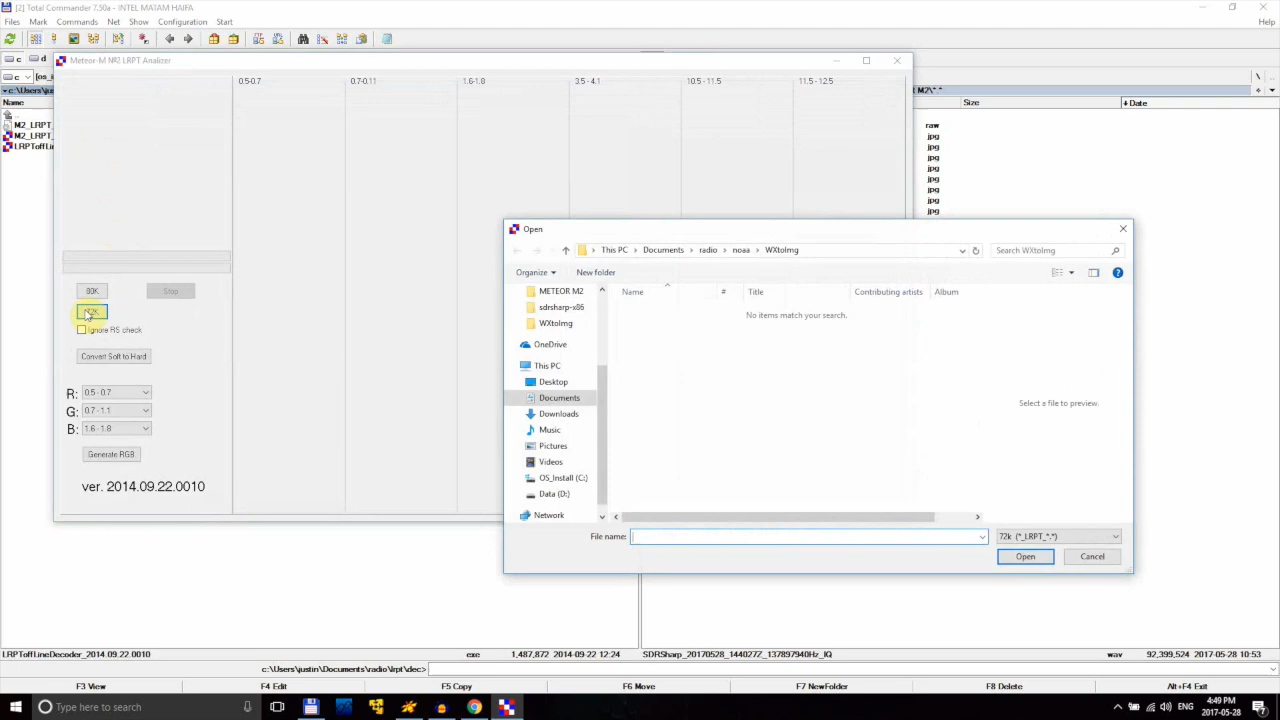 [2] Total Commander 7.50a - INTEL MATAM HAIFA
Files Mark Commands Net Show Configuration Start Help
c d
c [os_i \ ..
c:\Users\just M2\*.*
Name Size Date
..
M2_LRPT_ raw
M2_LRPT_ jpg
LRPToffLin jpg
jpg
jpg
jpg
jpg
jpg
Meteor-M №2 LRPT Analizer
0.5-0.7 0.7-0.11 1.6-1.8 3.5 - 4.1 10.5 - 11.5 11.5 - 12.5
80K Stop
72K
Ignore RS check
Convert Soft to Hard
R: 0.5 - 0.7
G: 0.7 - 1.1
B: 1.6 - 1.8
Generate RGB
ver. 2014.09.22.0010
Open
This PC Documents radio noaa WXtoImg Search WXtoImg
Organize New folder
METEOR M2
sdrsharp-x86
WXtoImg
OneDrive
This PC
Desktop
Documents
Downloads
Music
Pictures
Videos
OS_Install (C:)
Data (D:)
Network
Name # Title Contributing artists Album
No items match your search.
Select a file to preview.
File name: 72k (*_LRPT_*.*)
Open Cancel
LRPToffLineDecoder_2014.09.22.0010 exe 1,487,872 2014-09-22 12:24 SDRSharp_20170528_144027Z_137897940Hz_IQ wav 92,399,524 2017-05-28 10:53
c:\users\justin\Documents\radio\lrpt\dec>
F3 View F4 Edit F5 Copy F6 Move F7 NewFolder F8 Delete Alt+F4 Exit
Type here to search ENG 4:49 PM
2017-05-28